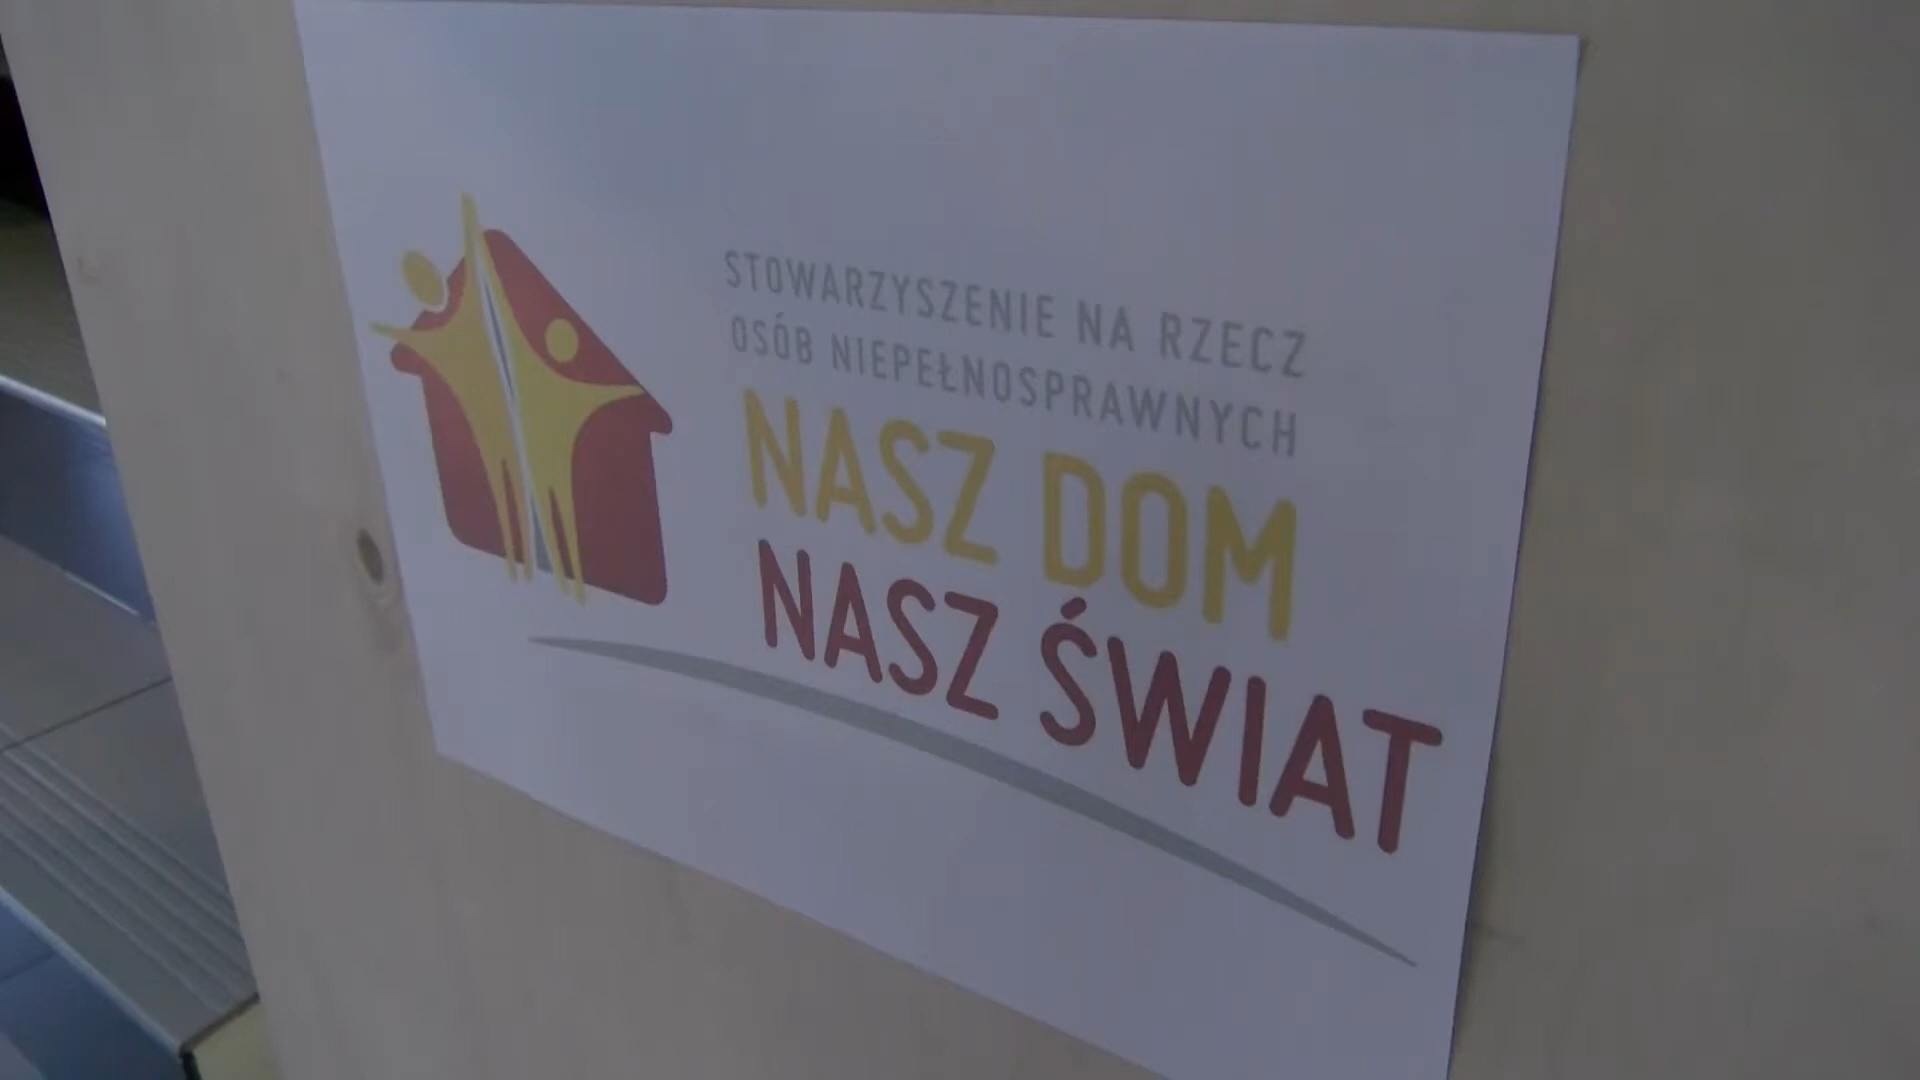 STOWARZYSZENIE NA RZECZ
OSÓB NIEPEŁNOSPRAWNYCH
NASZ DOM
NASZ ŚWIAT